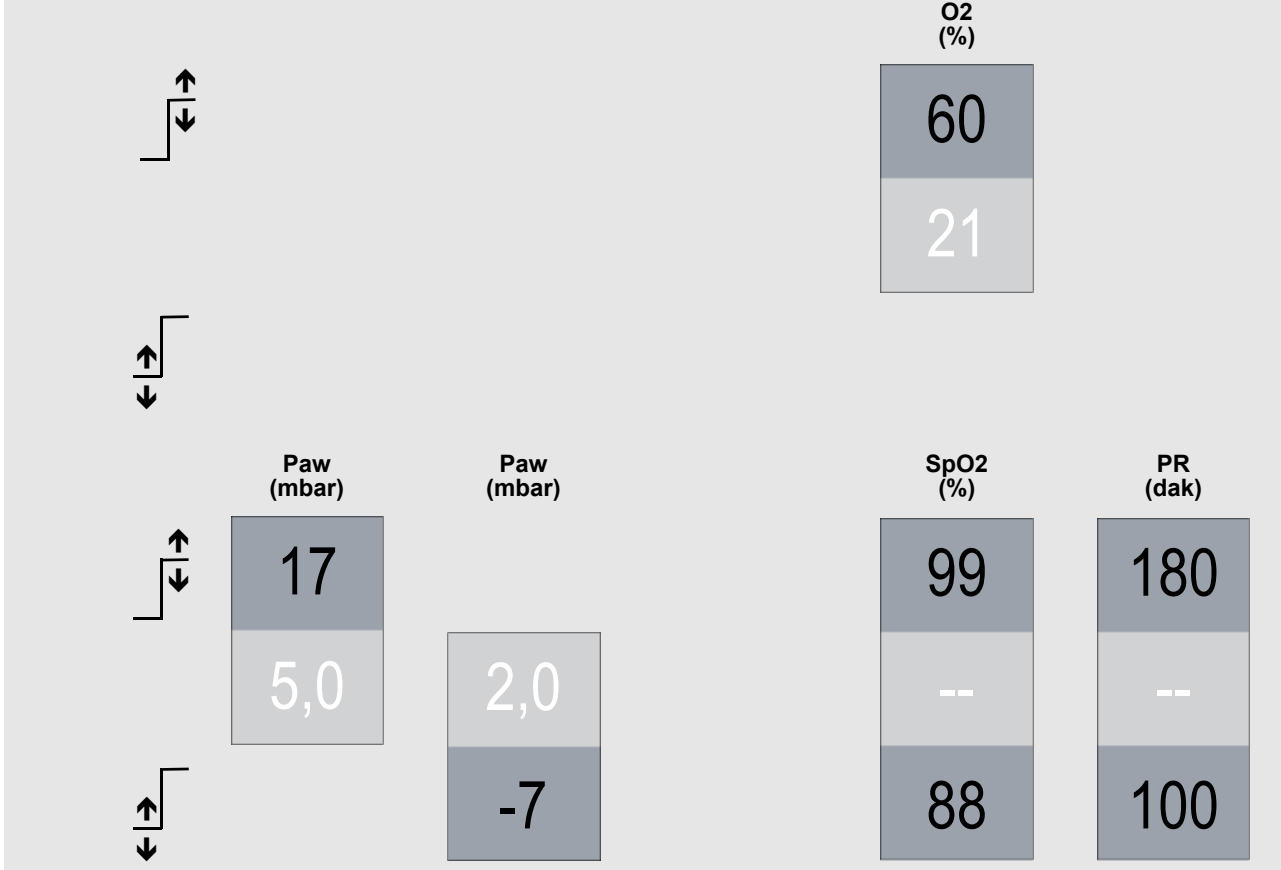 O2
(%)
60
21
Paw
(mbar)
Paw
(mbar)
SpO2
(%)
PR
(dak)
17
99
180
5,0
2,0
--
--
-7
88
100